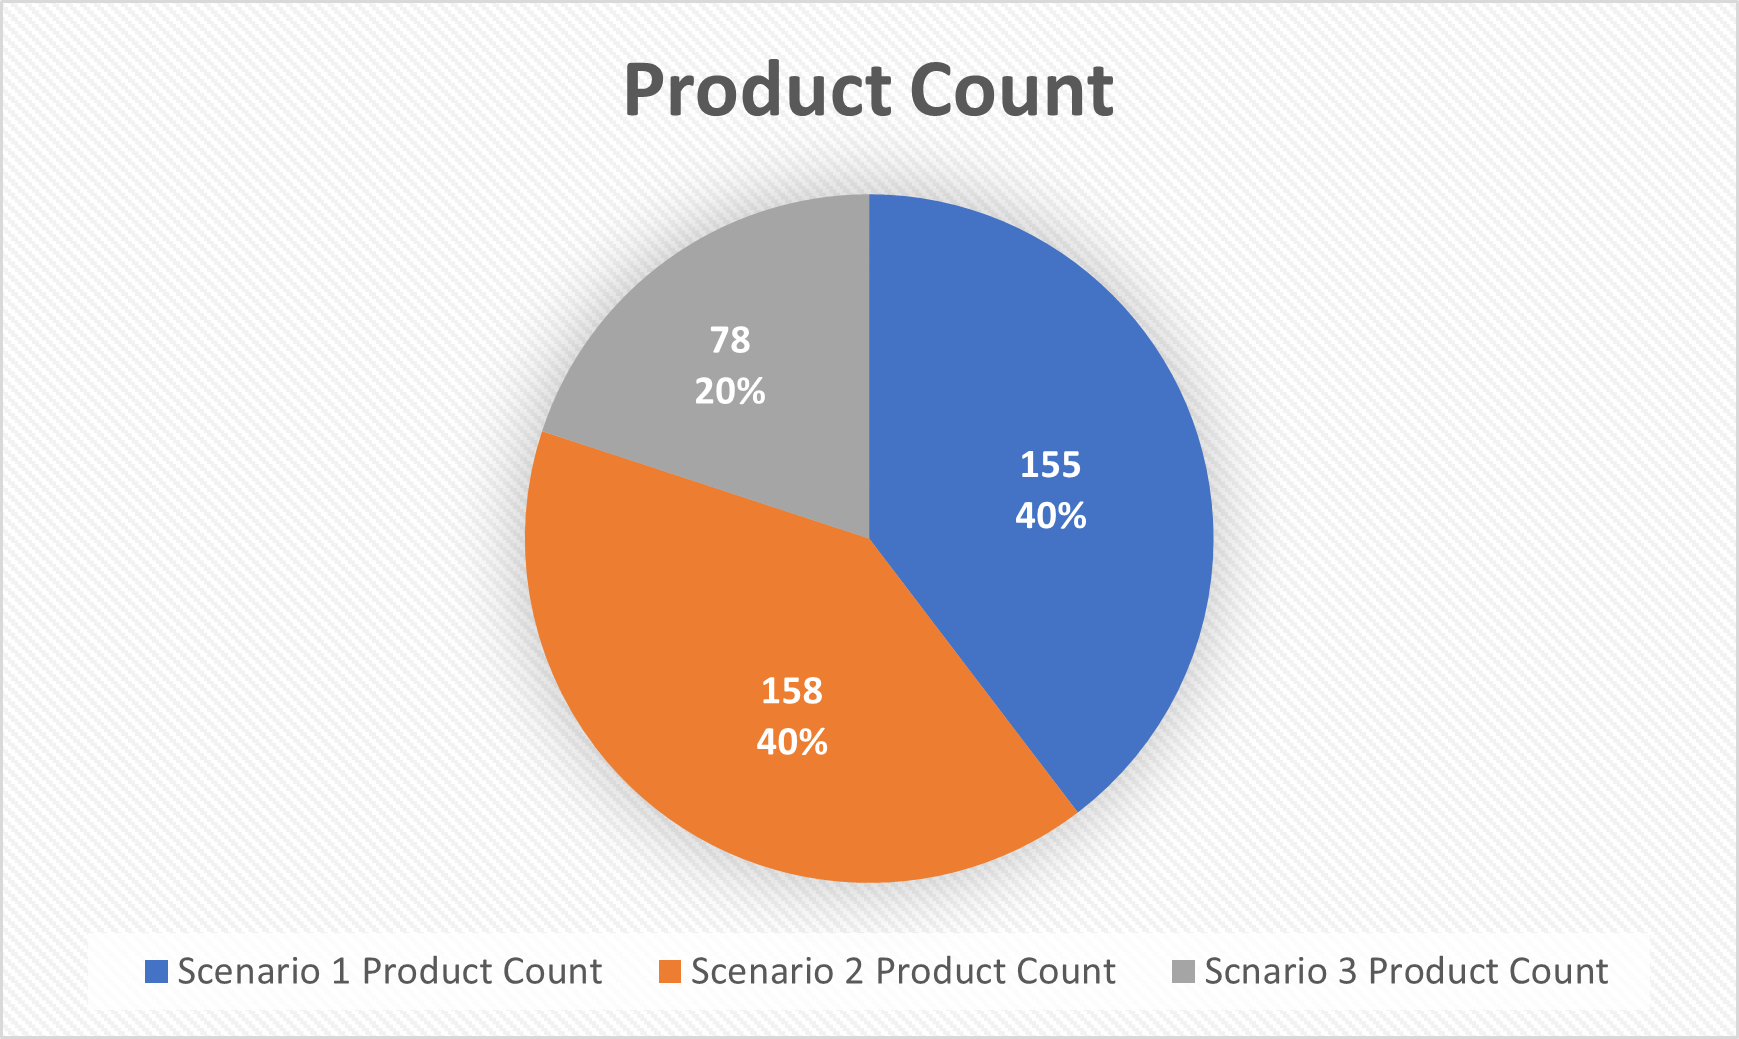 Product Count
78
20%
155
40%
158
40%
Scenario 1 Product Count
Scenario 2 Product Count
Scnario 3 Product Count